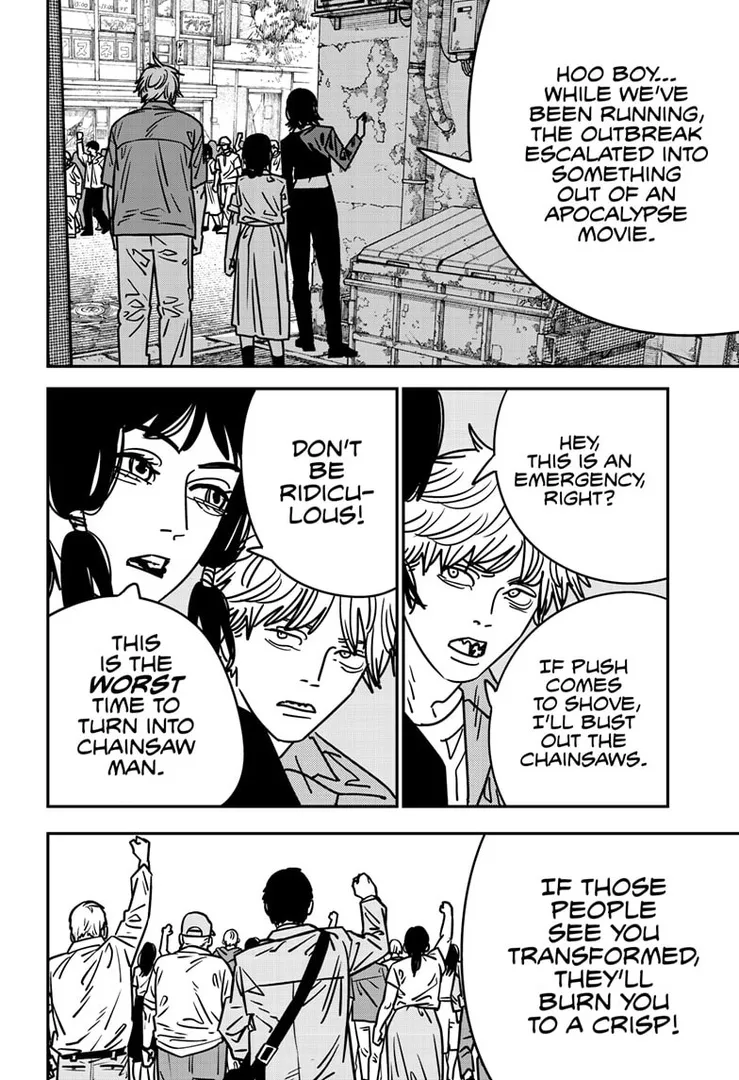 HOO BOY...
WHILE WE'VE
BEEN RUNNING,
THE OUTBREAK
ESCALATED INTO
SOMETHING
OUT OF AN
APOCALYPSE
MOVIE.
HEY,
THIS IS AN
EMERGENCY,
RIGHT?
IF PUSH
COMES
TO SHOVE,
I'LL BUST
OUT THE
CHAINSAWS.
DON'T
BE
RIDICU-
LOUS!
THIS
IS THE
WORST
TIME TO
TURN INTO
CHAINSAW
MAN.
IF THOSE
PEOPLE
SEE YOU
TRANSFORMED,
THEY'LL
BURN YOU
TO A CRISP!